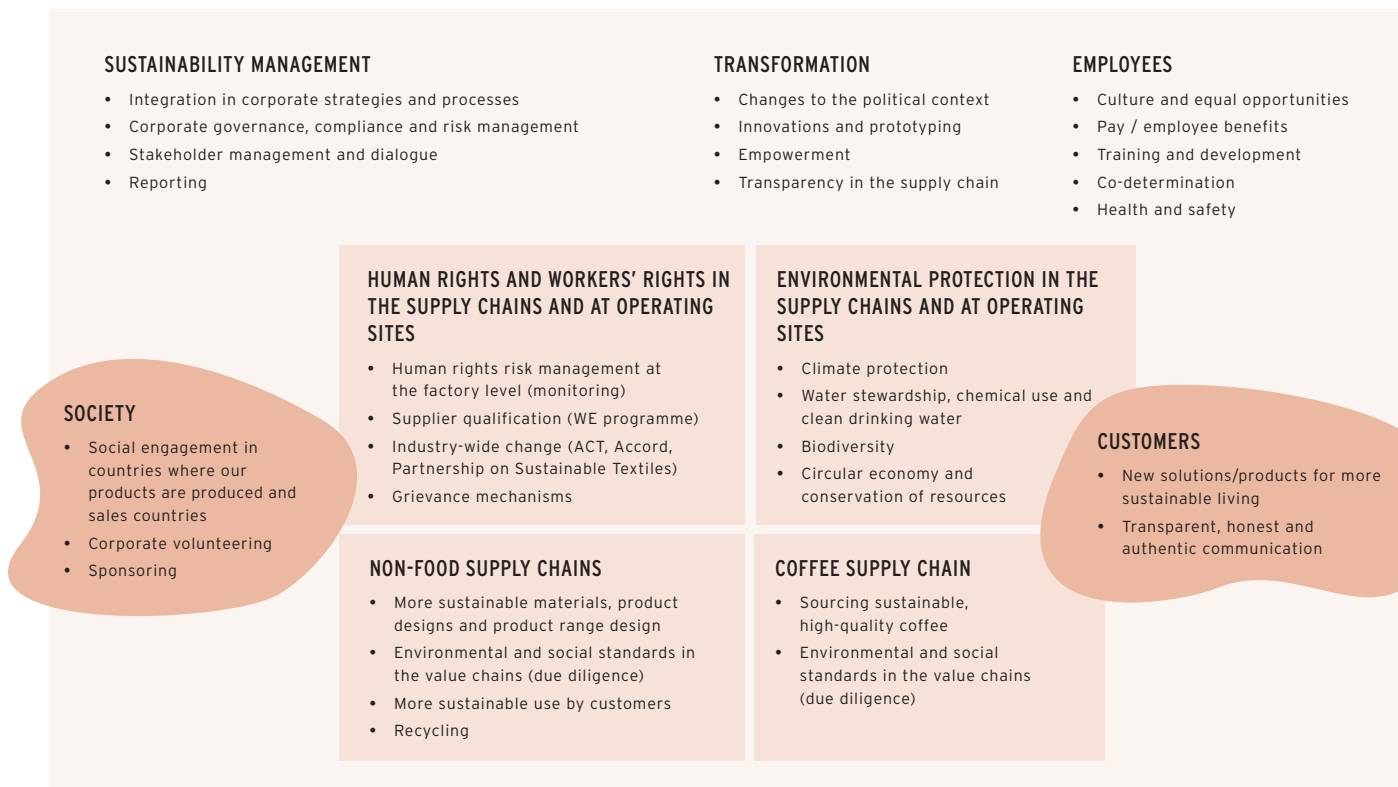 SUSTAINABILITY MANAGEMENT
• Integration in corporate strategies and processes
• Corporate governance, compliance and risk management
• Stakeholder management and dialogue
• Reporting
TRANSFORMATION
• Changes to the political context
• Innovations and prototyping
• Empowerment
• Transparency in the supply chain
EMPLOYEES
• Culture and equal opportunities
• Pay / employee benefits
• Training and development
• Co-determination
• Health and safety
SOCIETY
• Social engagement in
countries where our
products are produced and
sales countries
• Corporate volunteering
• Sponsoring
HUMAN RIGHTS AND WORKERS’ RIGHTS IN
THE SUPPLY CHAINS AND AT OPERATING
SITES
• Human rights risk management at
the factory level (monitoring)
• Supplier qualification (WE programme)
• Industry-wide change (ACT, Accord,
Partnership on Sustainable Textiles)
• Grievance mechanisms
ENVIRONMENTAL PROTECTION IN THE
SUPPLY CHAINS AND AT OPERATING
SITES
• Climate protection
• Water stewardship, chemical use and
clean drinking water
• Biodiversity
• Circular economy and
conservation of resources
CUSTOMERS
• New solutions/products for more
sustainable living
• Transparent, honest and
authentic communication
NON-FOOD SUPPLY CHAINS
• More sustainable materials, product
designs and product range design
• Environmental and social standards in
the value chains (due diligence)
• More sustainable use by customers
• Recycling
COFFEE SUPPLY CHAIN
• Sourcing sustainable,
high-quality coffee
• Environmental and social
standards in the value chains
(due diligence)